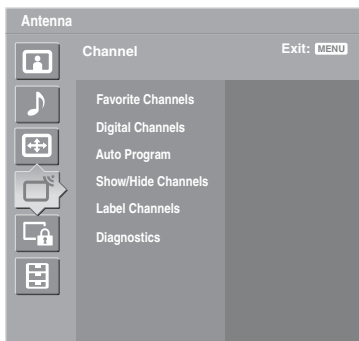 Antenna
Channel Exit: MENU
Favorite Channels
Digital Channels
Auto Program
Show/Hide Channels
Label Channels
Diagnostics